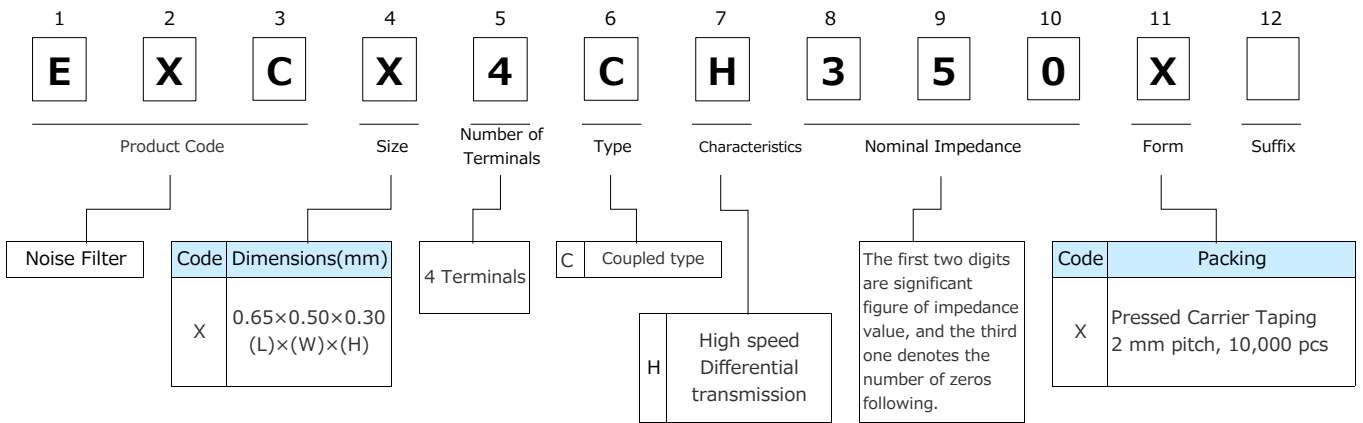 1 2 3 4 5 6 7 8 9 10 11 12
E X C X 4 C H 3 5 0 X
Product Code
Size
Number of
Terminals
Type
Characteristics
Nominal Impedance
Form
Suffix
Noise Filter
Code Dimensions(mm)
X
0.65×0.50×0.30
(L)×(W)×(H)
4 Terminals
C Coupled type
H
High speed
Differential
transmission
The first two digits
are significant
figure of impedance
value, and the third
one denotes the
number of zeros
following.
Code Packing
X
Pressed Carrier Taping
2 mm pitch, 10,000 pcs